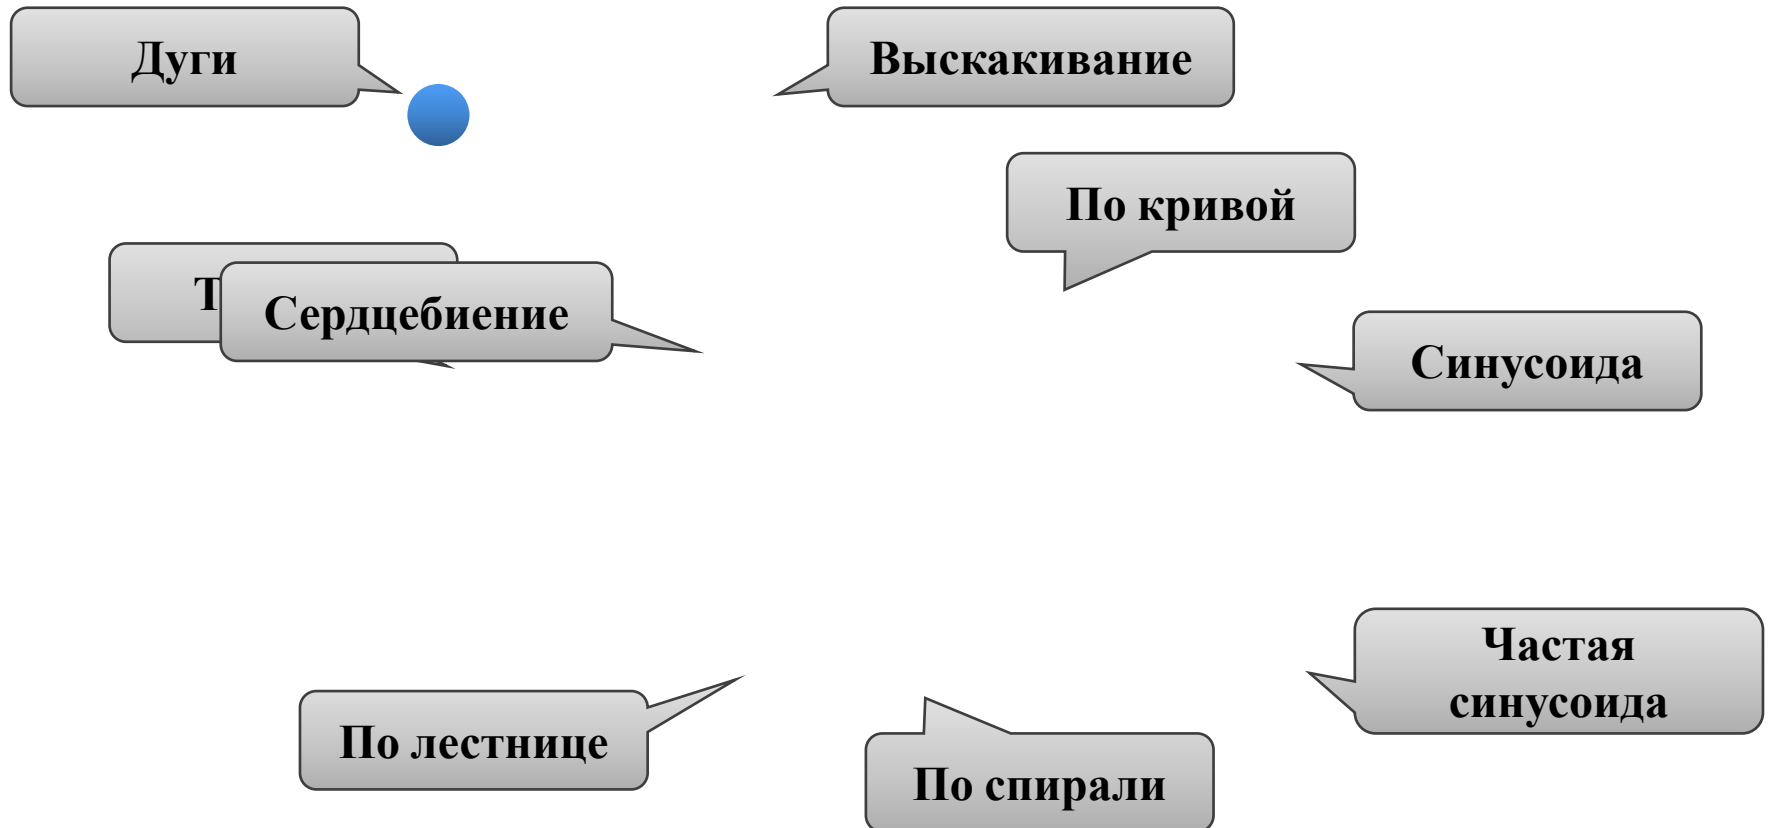 Дуги
Выскакивание
По кривой
Сердцебиение
Синусоида
Частая
синусоида
По лестнице
По спирали